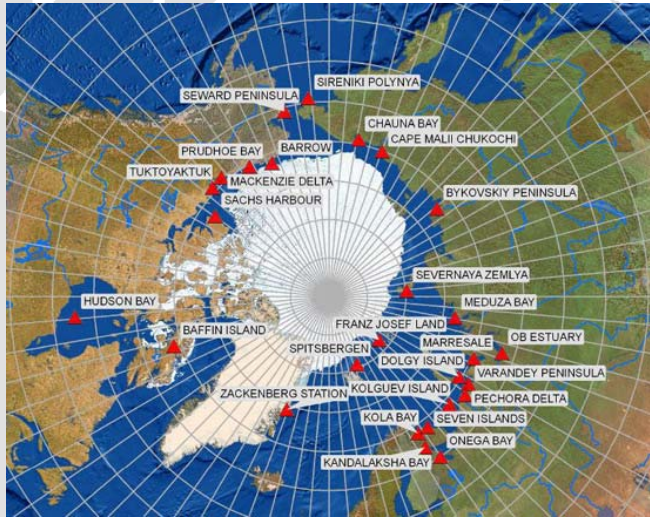 SIRENIKI POLYNYA
SEWARD PENINSULA
CHAUNA BAY
CAPE MALII CHUKOCHI
BARROW
PRUDHOE BAY
TUKTOYAKTUK
MACKENZIE DELTA
BYKOVSKIY PENINSULA
SACHS HARBOUR
SEVERNAYA ZEMLYA
HUDSON BAY
MEDUZA BAY
BAFFIN ISLAND
FRANZ JOSEF LAND
MARRESALE
OB ESTUARY
SPITSBERGEN
DOLGY ISLAND
VARANDEY PENINSULA
ZACKENBERG STATION
KOLGUEV ISLAND
PECHORA DELTA
KOLA BAY
SEVEN ISLANDS
ONEGA BAY
KANDALAKSHA BAY